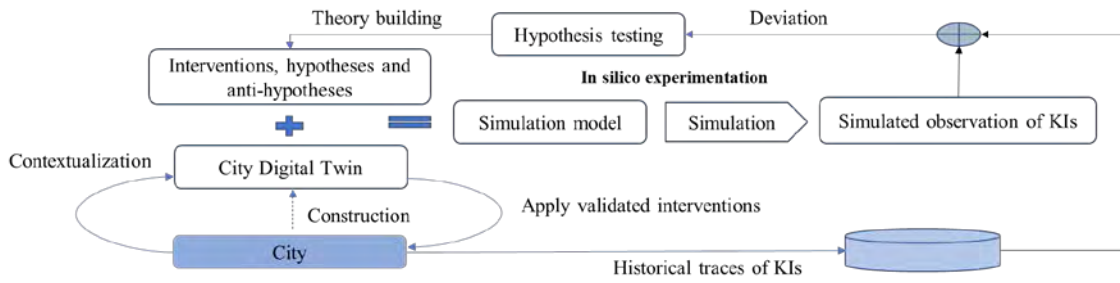 Theory building
Deviation
Hypothesis testing
Interventions, hypotheses and
anti-hypotheses
In silico experimentation
Simulation model
Simulation
Simulated observation of KIs
Contextualization
City Digital Twin
Construction
Apply validated interventions
City
Historical traces of KIs